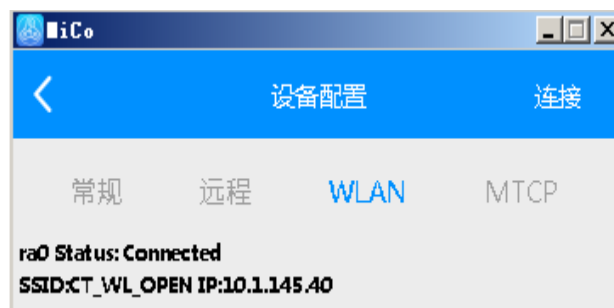 MiCo
设备配置 连接
常规 远程 WLAN MTCP
ra0 Status: Connected
SSID:CT_WL_OPEN IP:10.1.145.40